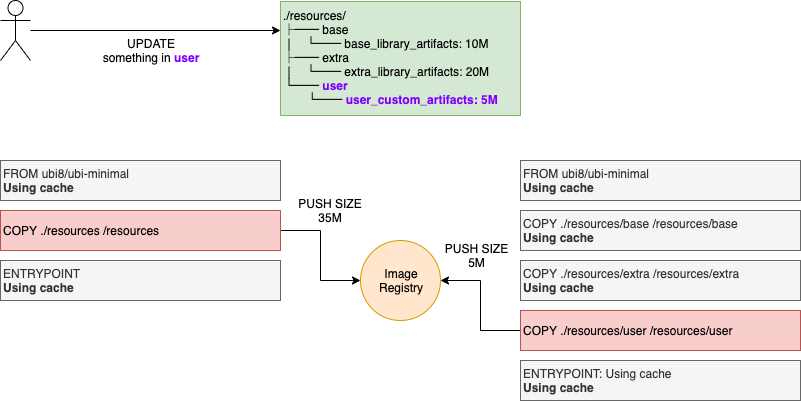 ./resources/
base
base_library_artifacts: 10M
extra
extra_library_artifacts: 20M
user
user_custom_artifacts: 5M
UPDATE
something in user
FROM ubi8/ubi-minimal
Using cache
COPY ./resources /resources
ENTRYPOINT
Using cache
PUSH SIZE
35M
Image
Registry
PUSH SIZE
5M
FROM ubi8/ubi-minimal
Using cache
COPY ./resources/base /resources/base
Using cache
COPY ./resources/extra /resources/extra
Using cache
COPY ./resources/user /resources/user
ENTRYPOINT: Using cache
Using cache